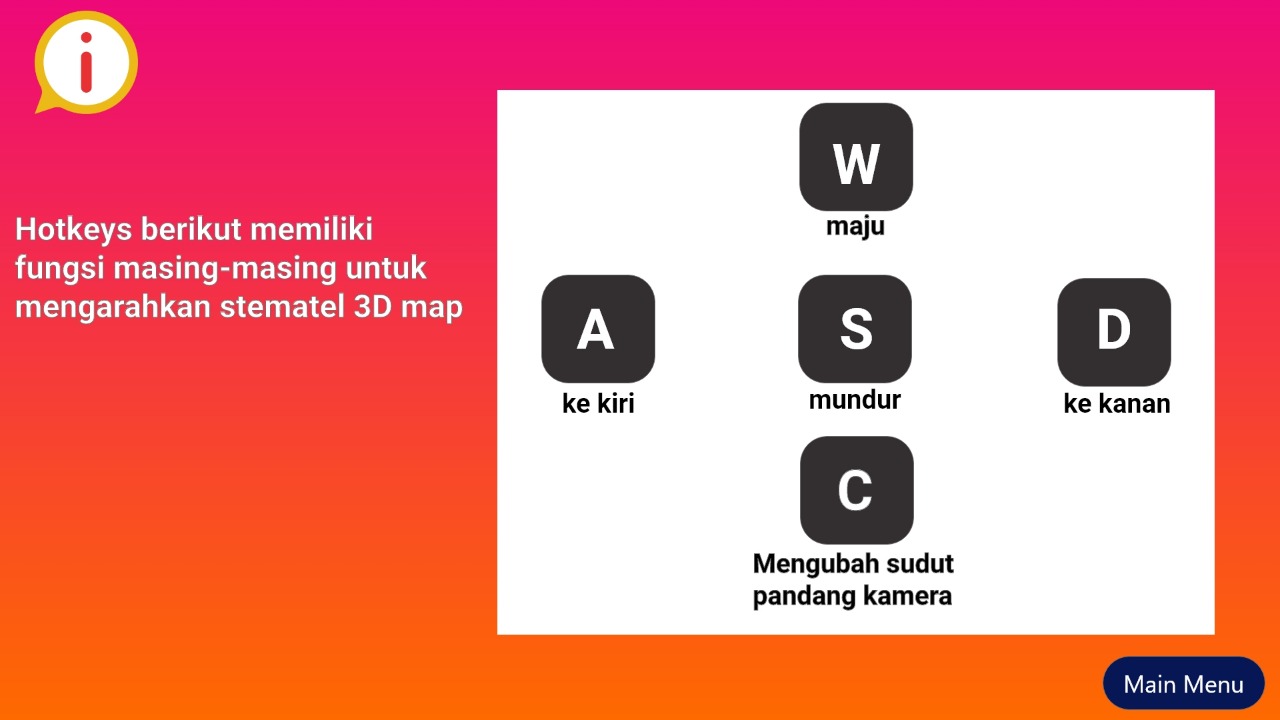 i
Hotkeys berikut memiliki
fungsi masing-masing untuk
mengarahkan stematel 3D map
W
maju
A
ke kiri
S
mundur
D
ke kanan
C
Mengubah sudut
pandang kamera
Main Menu